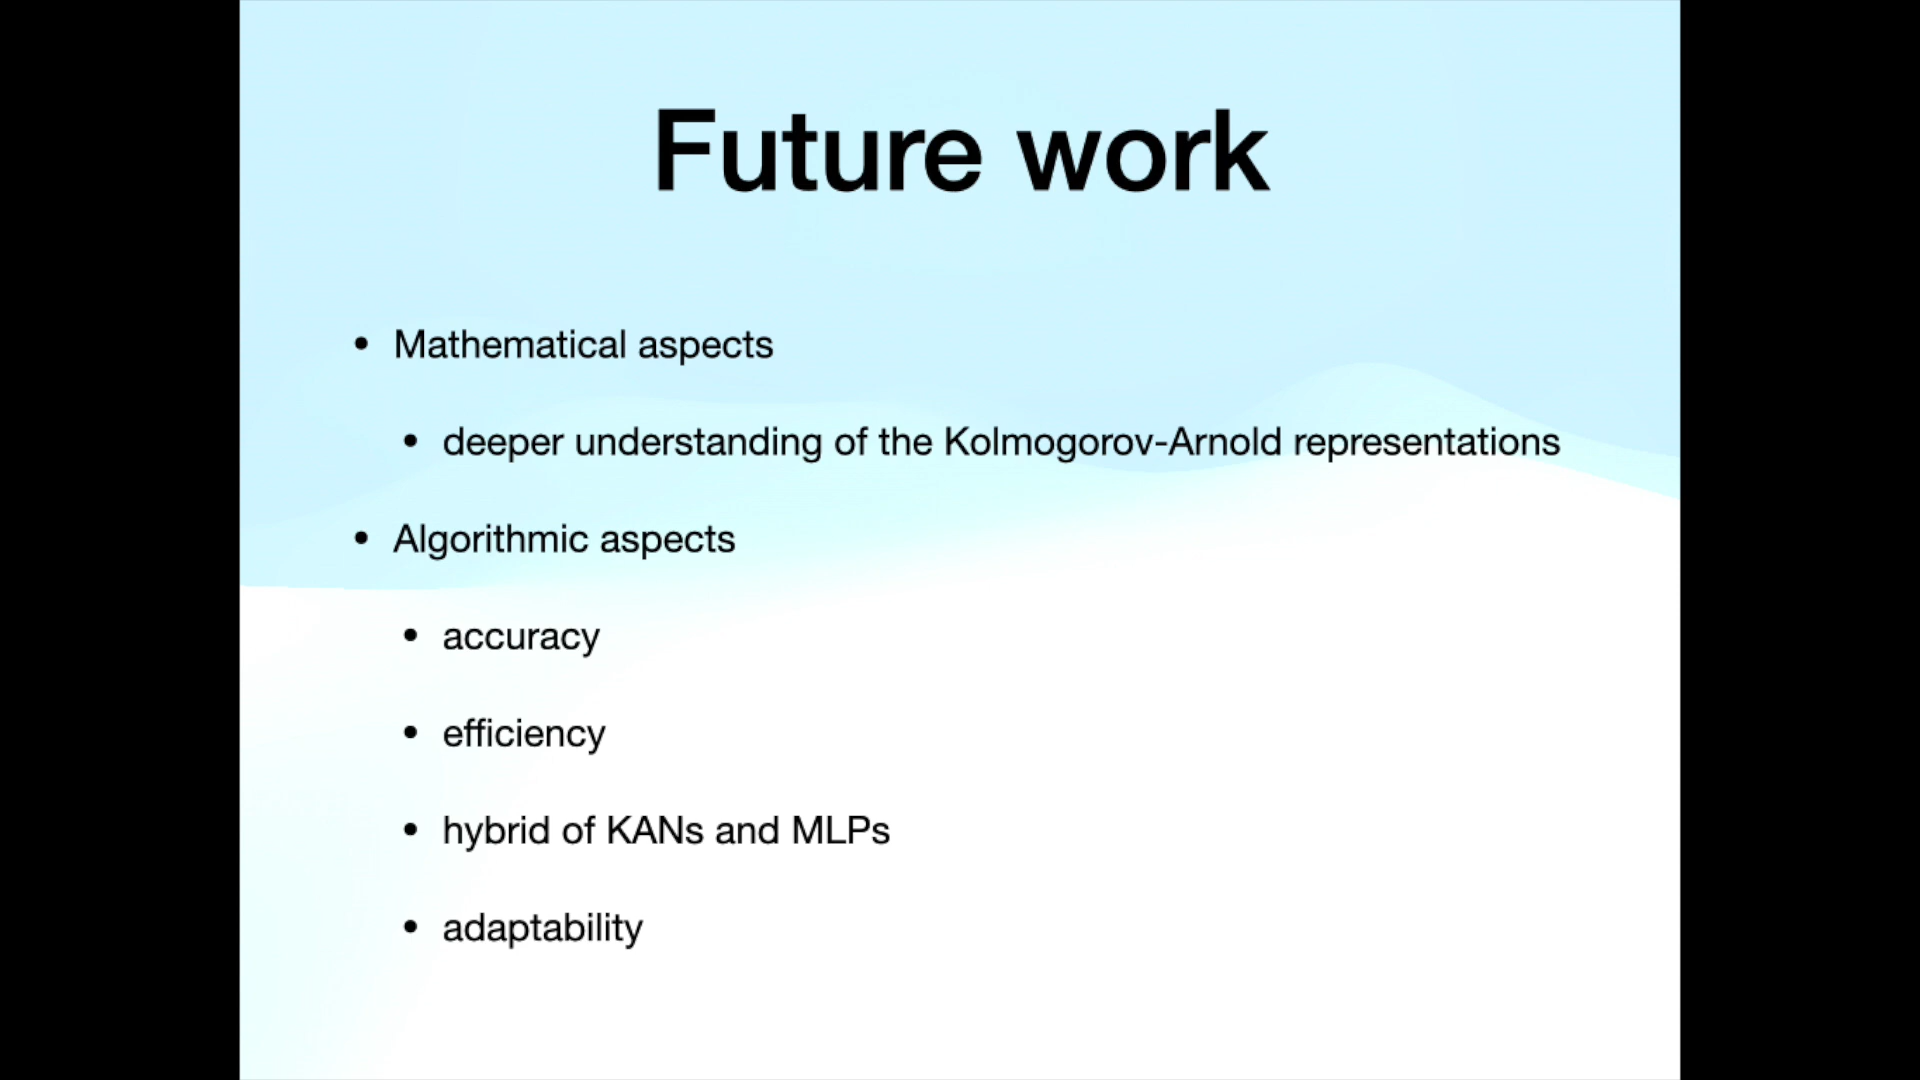 Future work
• Mathematical aspects
• deeper understanding of the Kolmogorov-Arnold representations
• Algorithmic aspects
• accuracy
• efficiency
• hybrid of KANs and MLPs
• adaptability